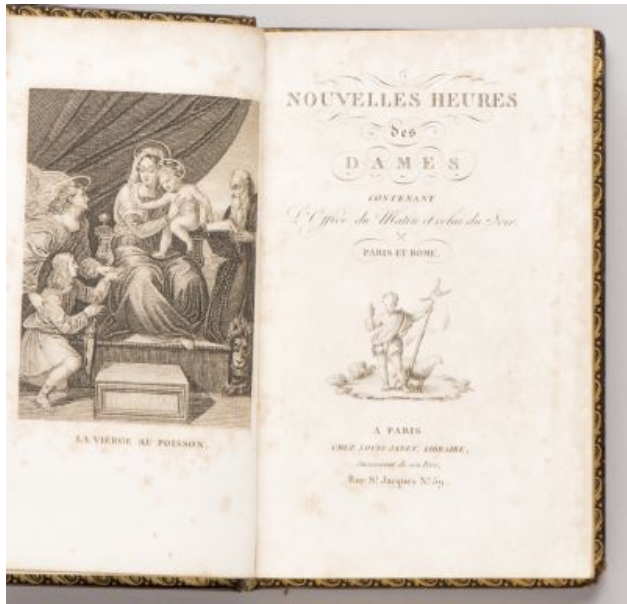 LA VIERGE AU POISSON.
NOUVELLES HEURES
des
DAMES
CONTENANT
L'Office du Matin et celui du Soir.
PARIS ET ROME.
A PARIS
CHEZ LOUIS JANET, LIBRAIRE,
Successeur de son Père,
Rue St. Jacques No. 59.